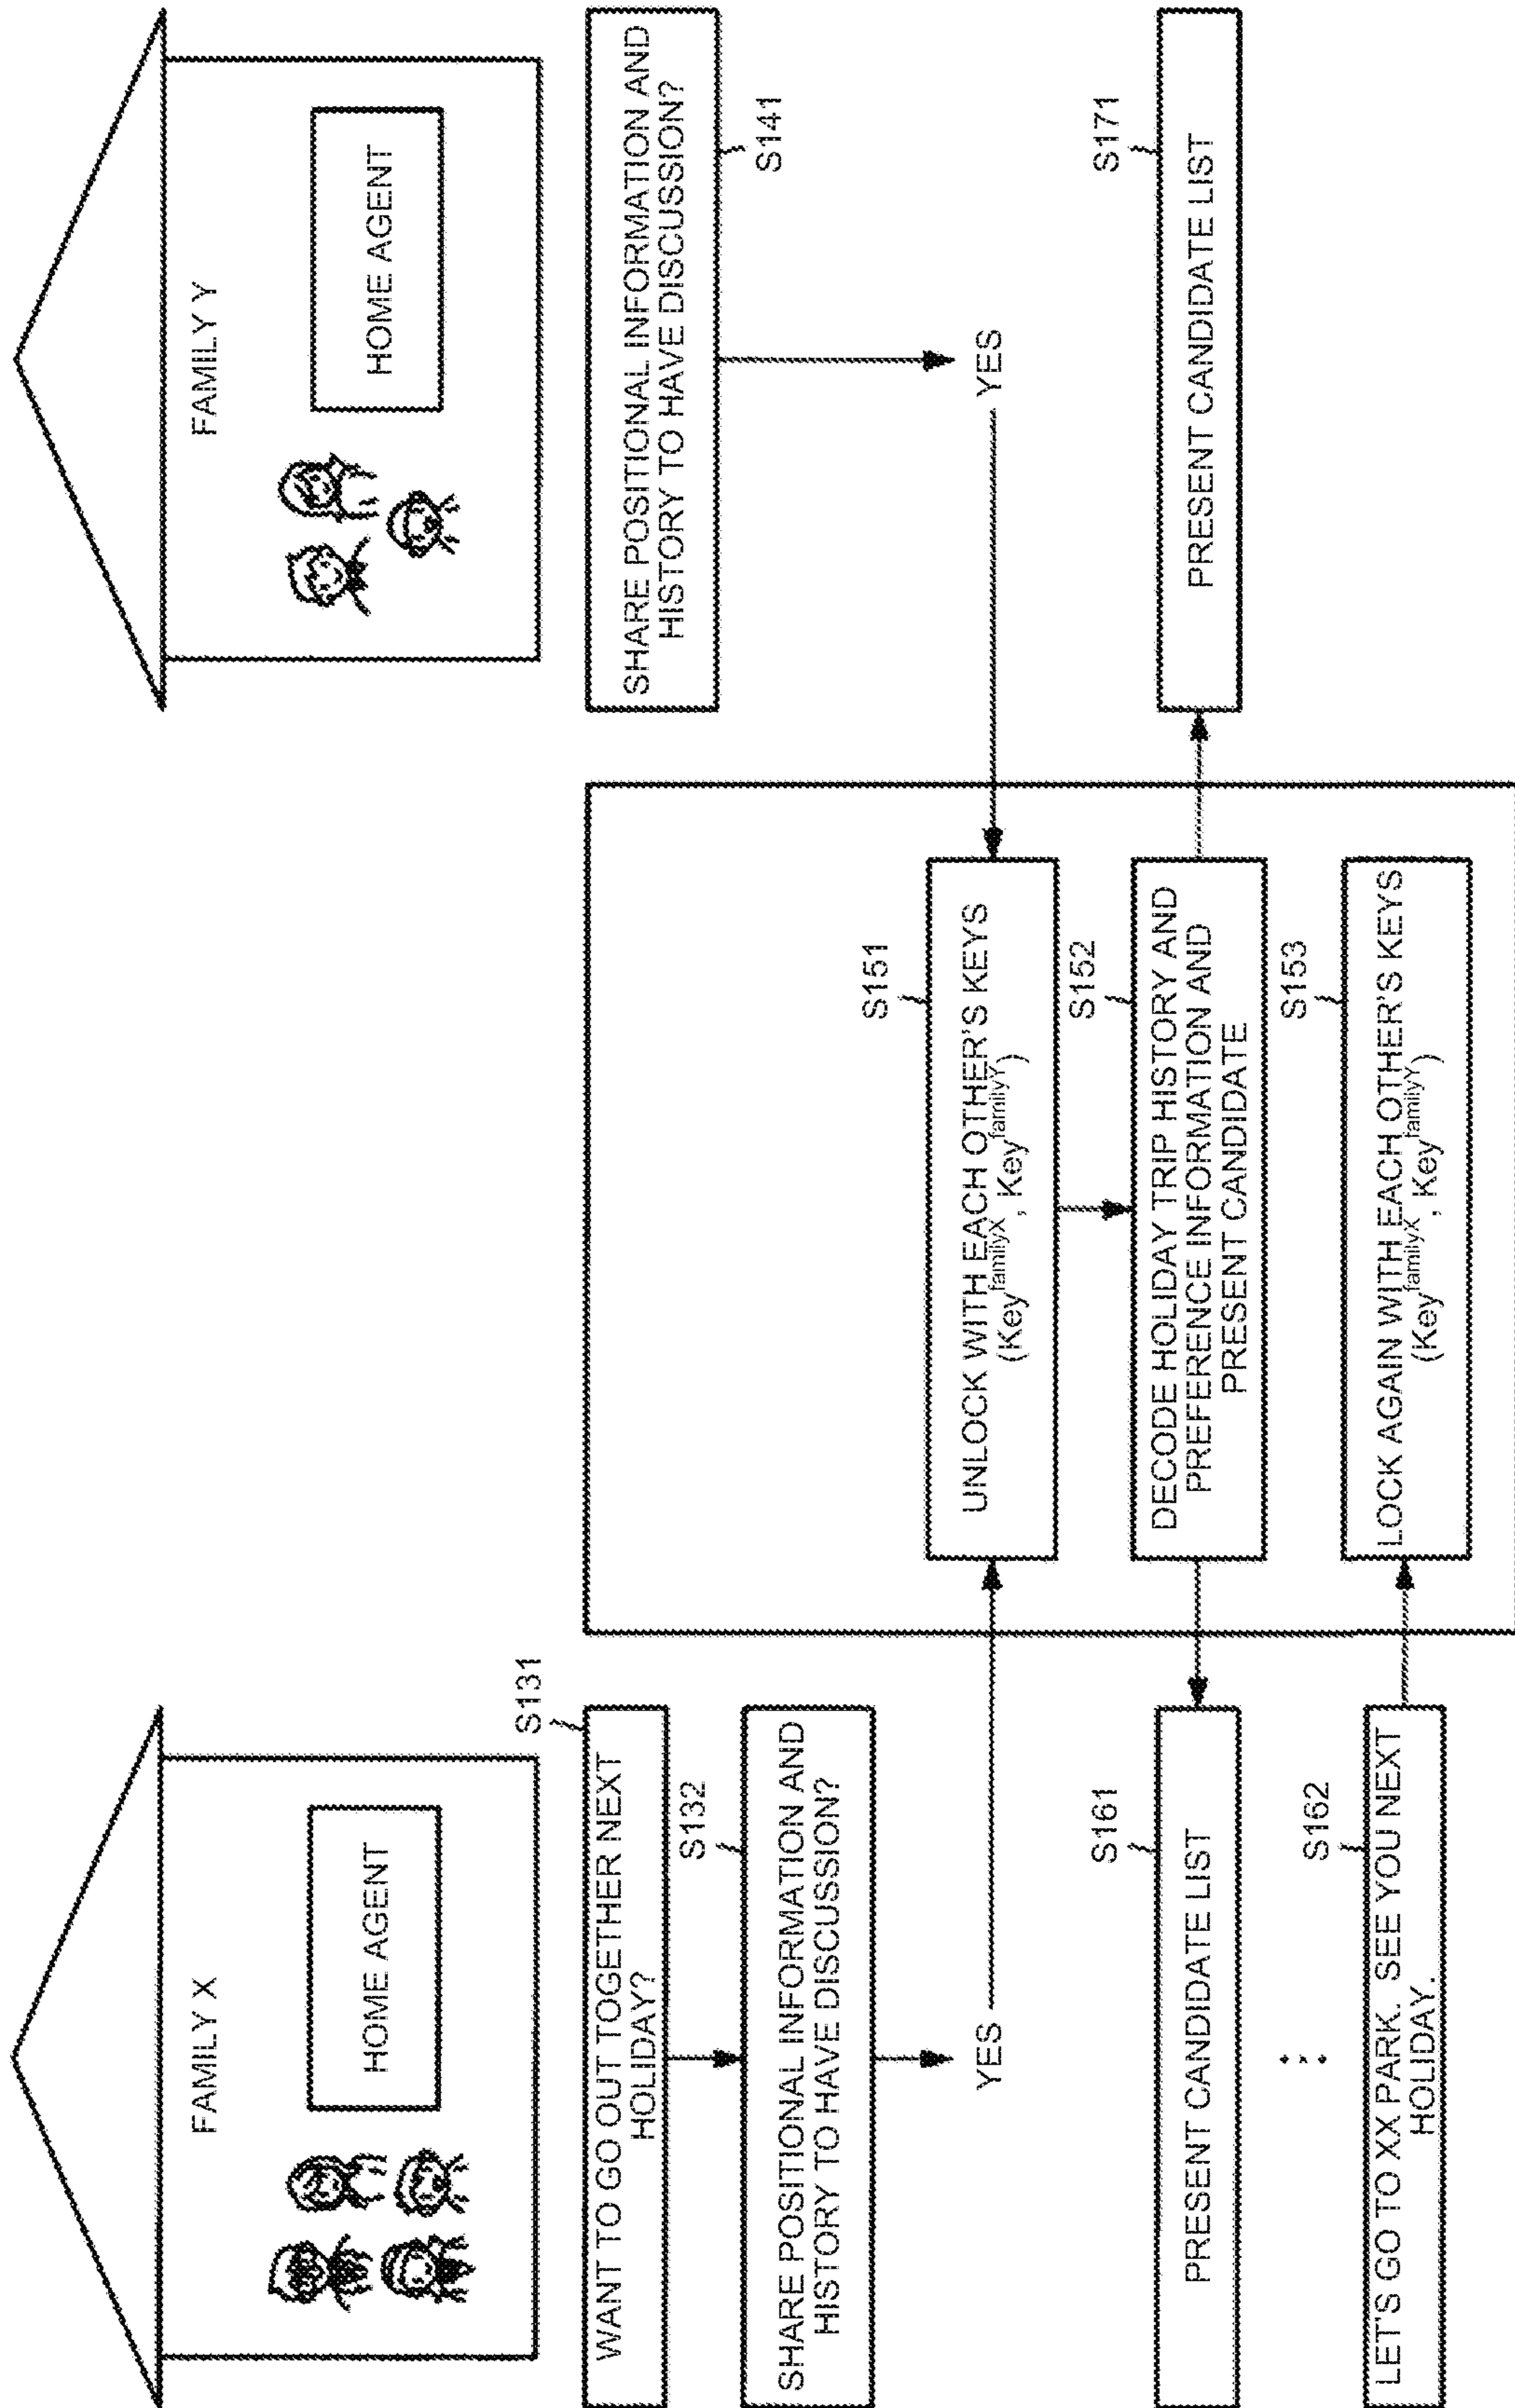 FAMILY X
HOME AGENT
S131
WANT TO GO OUT TOGETHER NEXT
HOLIDAY?
S132
SHARE POSITIONAL INFORMATION AND
HISTORY TO HAVE DISCUSSION?
YES
S161
PRESENT CANDIDATE LIST
S162
LET'S GO TO XX PARK. SEE YOU NEXT
HOLIDAY.
S151
UNLOCK WITH EACH OTHER'S KEYS
(Key^familyX, Key^familyY)
S152
DECODE HOLIDAY TRIP HISTORY AND
PREFERENCE INFORMATION AND
PRESENT CANDIDATE
S153
LOCK AGAIN WITH EACH OTHER'S KEYS
(Key^familyX, Key^familyY)
FAMILY Y
HOME AGENT
SHARE POSITIONAL INFORMATION AND
HISTORY TO HAVE DISCUSSION?
S141
YES
S171
PRESENT CANDIDATE LIST